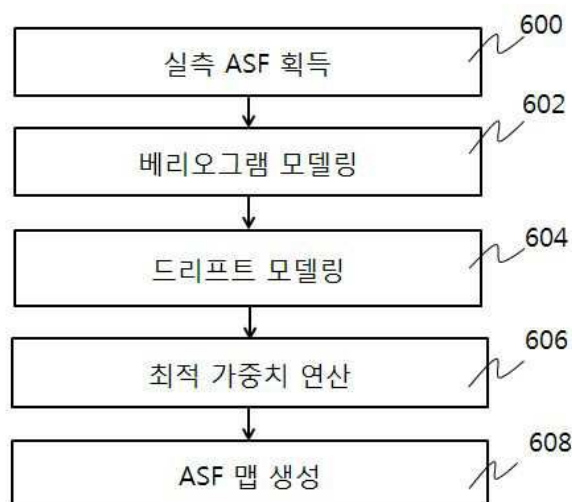 600
실측 ASF 획득
602
베리오그램 모델링
604
드리프트 모델링
606
최적 가중치 연산
608
ASF 맵 생성